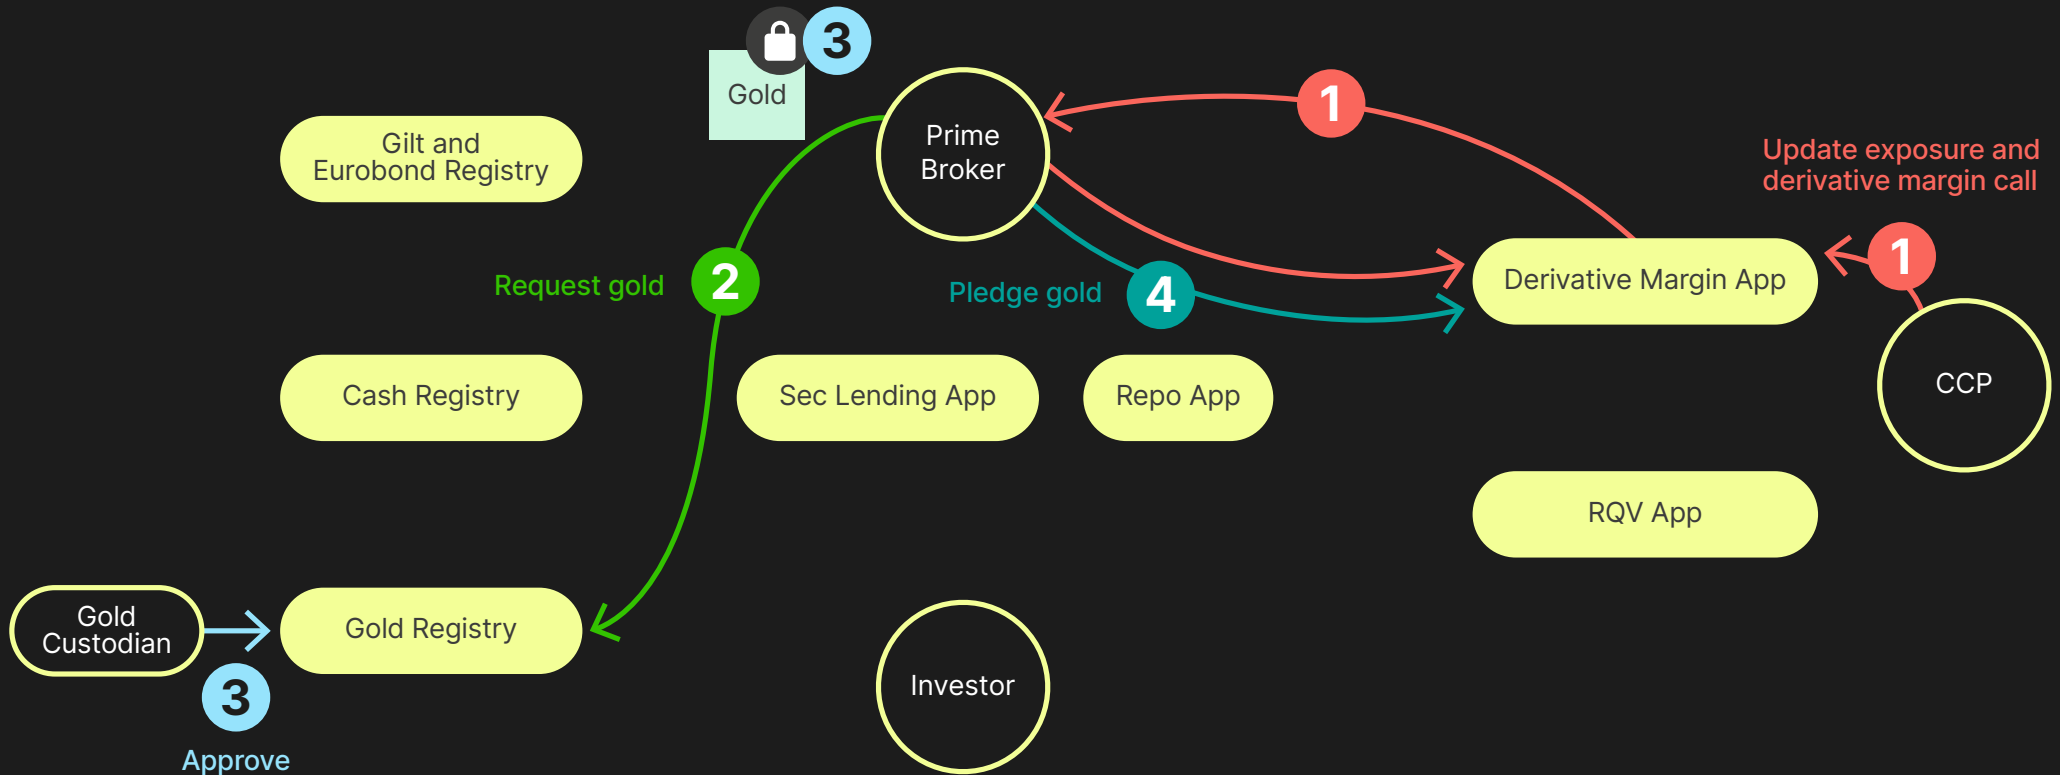 3
Gold
Prime
Broker
1
Gilt and
Eurobond Registry
Update exposure and
derivative margin call
1
Request gold
2
Pledge gold
4
Derivative Margin App
Cash Registry
Sec Lending App
Repo App
CCP
RQV App
Gold
Custodian
Gold Registry
3
Approve
Investor